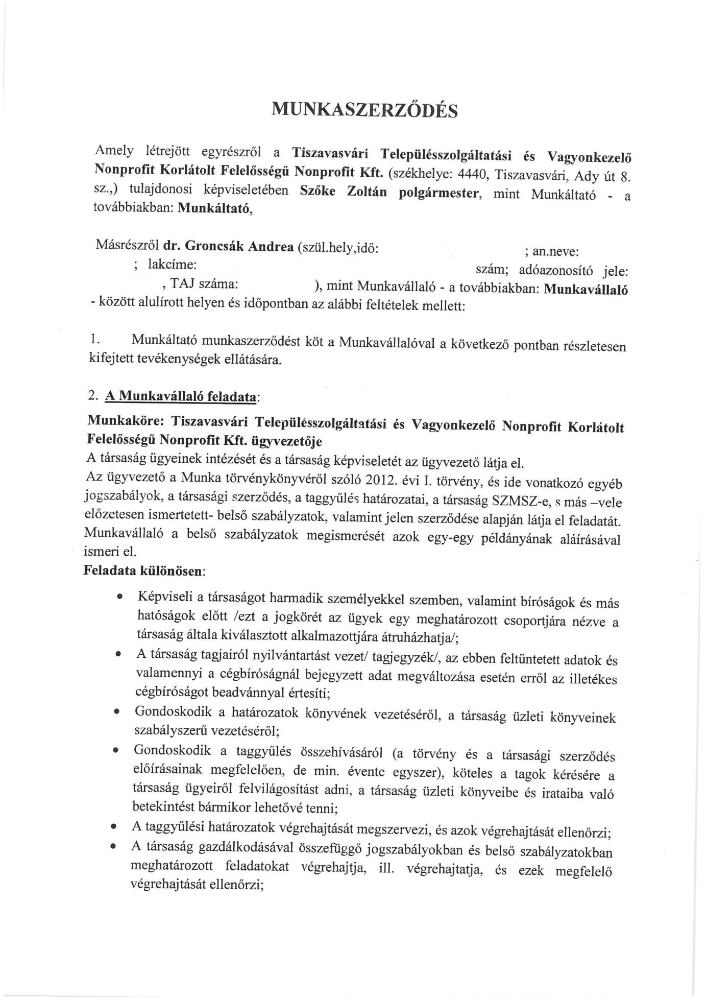 MUNKASZERZŐDÉS
Amely létrejött egyrészről a Tiszavasvári Településszolgáltatási és Vagyonkezelő
Nonprofit Korlátolt Felelősségű Nonprofit Kft. (székhelye: 4440, Tiszavasvári, Ady út 8.
sz.,) tulajdonosi képviseletében Szőke Zoltán polgármester, mint Munkáltató - a
továbbiakban: Munkáltató,
Másrészről dr. Groncsák Andrea (szül.hely,idő: ; an.neve:
; lakcíme: szám; adóazonosító jele:
, TAJ száma: ), mint Munkavállaló - a továbbiakban: Munkavállaló
- között alulírott helyen és időpontban az alábbi feltételek mellett:
1. Munkáltató munkaszerződést köt a Munkavállalóval a következő pontban részletesen
kifejtett tevékenységek ellátására.
2. A Munkavállaló feladata:
Munkaköre: Tiszavasvári Településszolgáltatási és Vagyonkezelő Nonprofit Korlátolt
Felelősségű Nonprofit Kft. ügyvezetője
A társaság ügyeinek intézését és a társaság képviseletét az ügyvezető látja el.
Az ügyvezető a Munka törvénykönyvéről szóló 2012. évi I. törvény, és ide vonatkozó egyéb
jogszabályok, a társasági szerződés, a taggyűlés határozatai, a társaság SZMSZ-e, s más –vele
előzetesen ismertetett- belső szabályzatok, valamint jelen szerződése alapján látja el feladatát.
Munkavállaló a belső szabályzatok megismerését azok egy-egy példányának aláírásával
ismeri el.
Feladata különösen:
• Képviseli a társaságot harmadik személyekkel szemben, valamint bíróságok és más
hatóságok előtt /ezt a jogkörét az ügyek egy meghatározott csoportjára nézve a
társaság általa kiválasztott alkalmazottjára átruházhatja/;
• A társaság tagjairól nyilvántartást vezet/ tagjegyzék/, az ebben feltüntetett adatok és
valamennyi a cégbíróságnál bejegyzett adat megváltozása esetén erről az illetékes
cégbíróságot beadvánnyal értesíti;
• Gondoskodik a határozatok könyvének vezetéséről, a társaság üzleti könyveinek
szabályszerű vezetéséről;
• Gondoskodik a taggyűlés összehívásáról (a törvény és a társasági szerződés
előírásainak megfelelően, de min. évente egyszer), köteles a tagok kérésére a
társaság ügyeiről felvilágosítást adni, a társaság üzleti könyveibe és irataiba való
betekintést bármikor lehetővé tenni;
• A taggyűlési határozatok végrehajtását megszervezi, és azok végrehajtását ellenőrzi;
• A társaság gazdálkodásával összefüggő jogszabályokban és belső szabályzatokban
meghatározott feladatokat végrehajtja, ill. végrehajtatja, és ezek megfelelő
végrehajtását ellenőrzi;